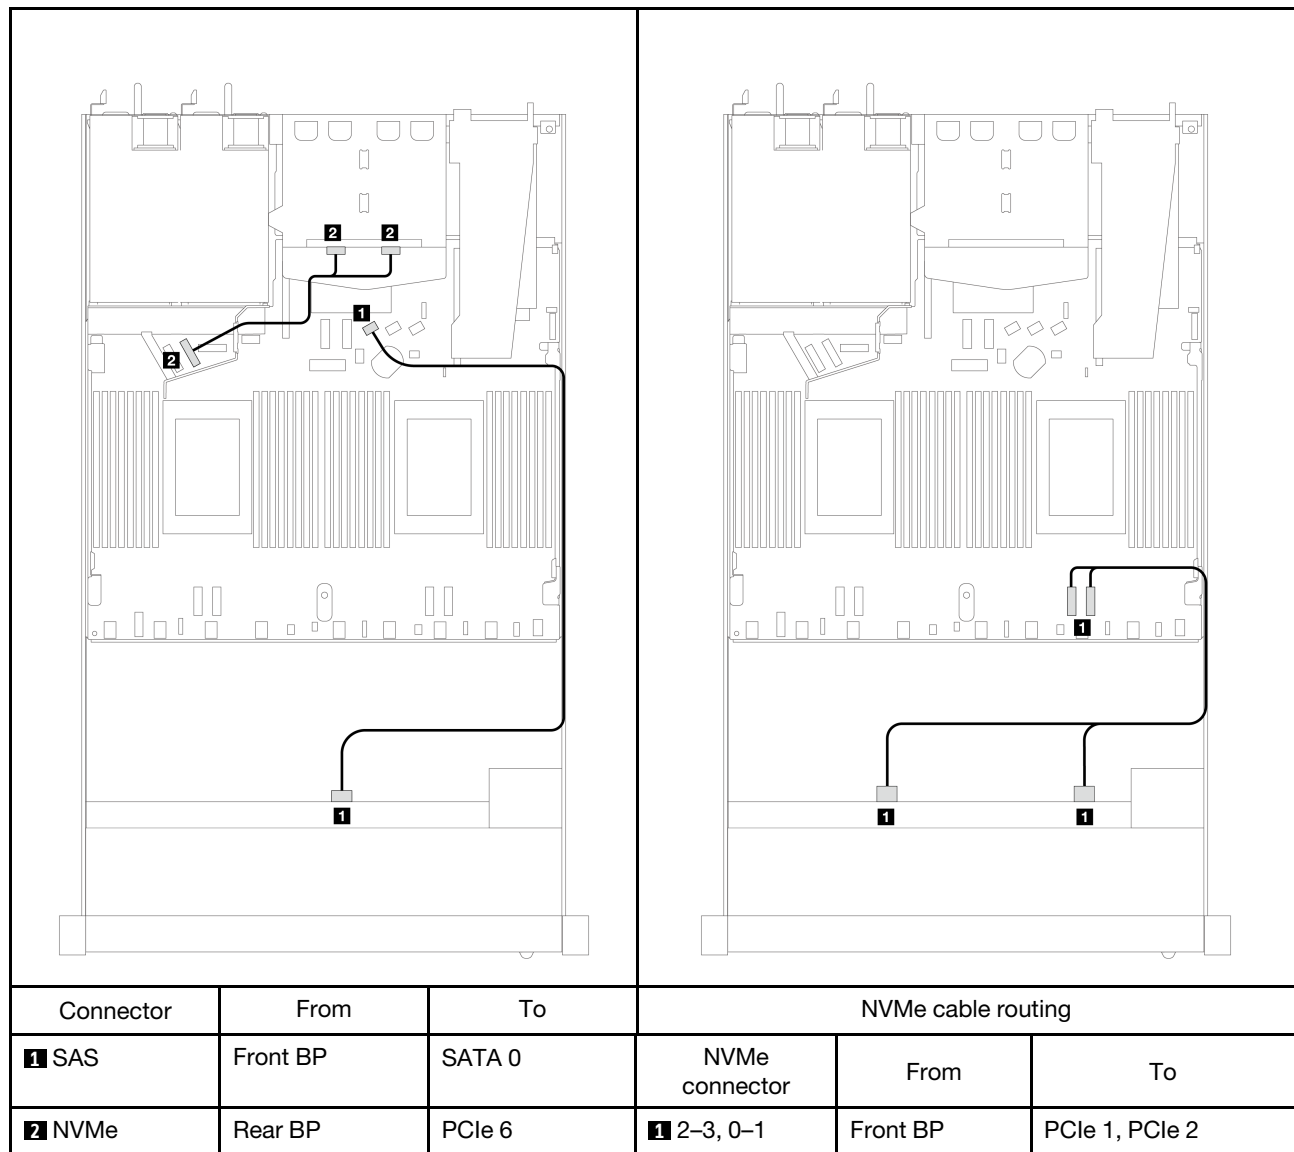 2 2
1
2
1
1
1 1
Connector From To NVMe cable routing
1 SAS Front BP SATA 0 NVMe connector From To
2 NVMe Rear BP PCIe 6 1 2–3, 0–1 Front BP PCIe 1, PCIe 2